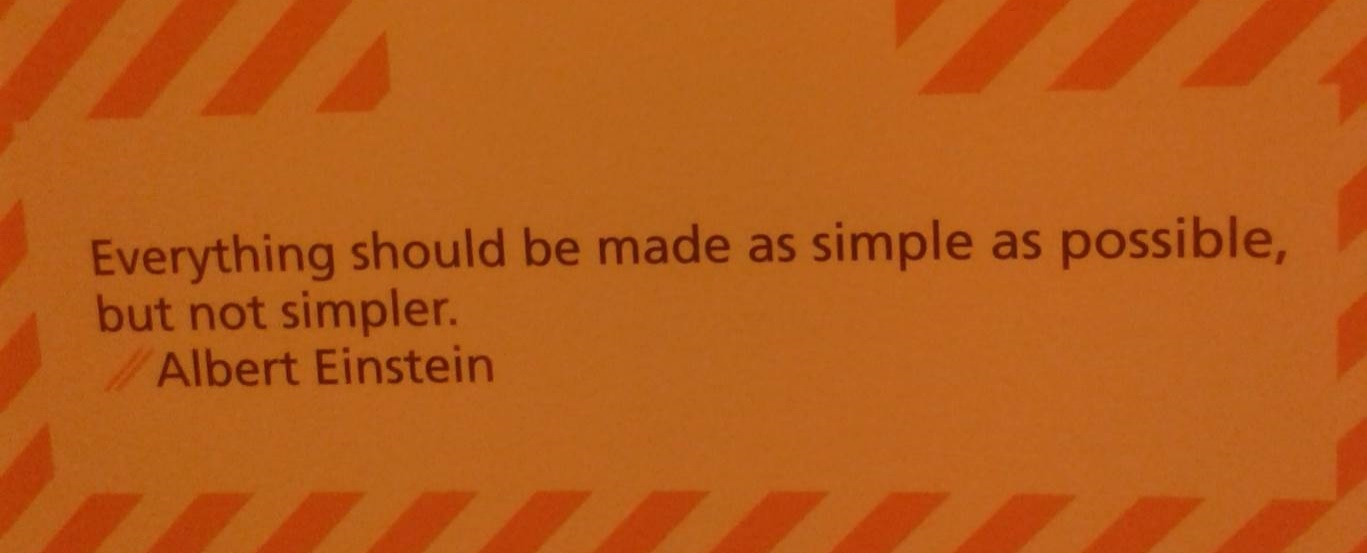 Everything should be made as simple as possible,
but not simpler.
// Albert Einstein